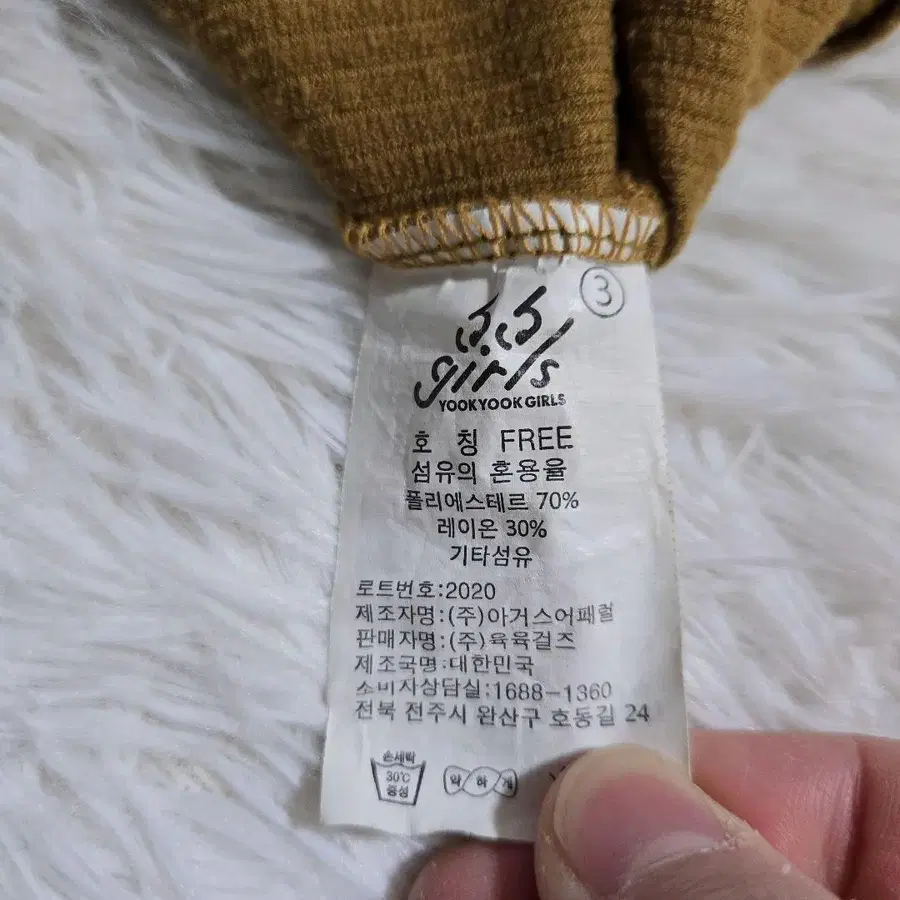 ③
66
girls
YOOKYOOK GIRLS
호 칭 FREE
섬유의 혼용율
폴리에스테르 70%
레이온 30%
기타섬유
로트번호:2020
제조자명:(주)아거스어패럴
판매자명:(주)육육걸즈
제조국명:대한민국
소비자상담실:1688-1360
전북 전주시 완산구 호동길 24
손세탁
30℃
중성
약하게